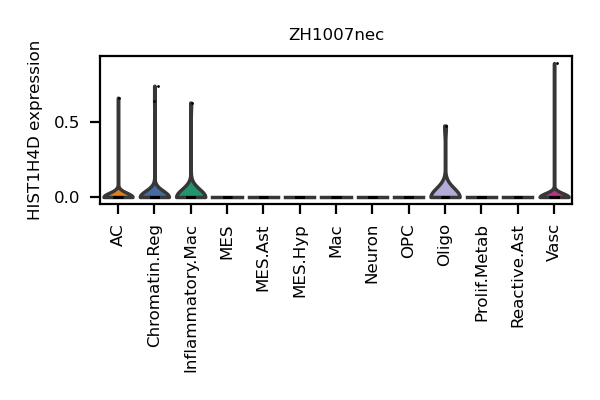 ZH1007nec
HIST1H4D expression
0.5
0.0
AC
Chromatin.Reg
Inflammatory.Mac
MES
MES.Ast
MES.Hyp
Mac
Neuron
OPC
Oligo
Prolif.Metab
Reactive.Ast
Vasc